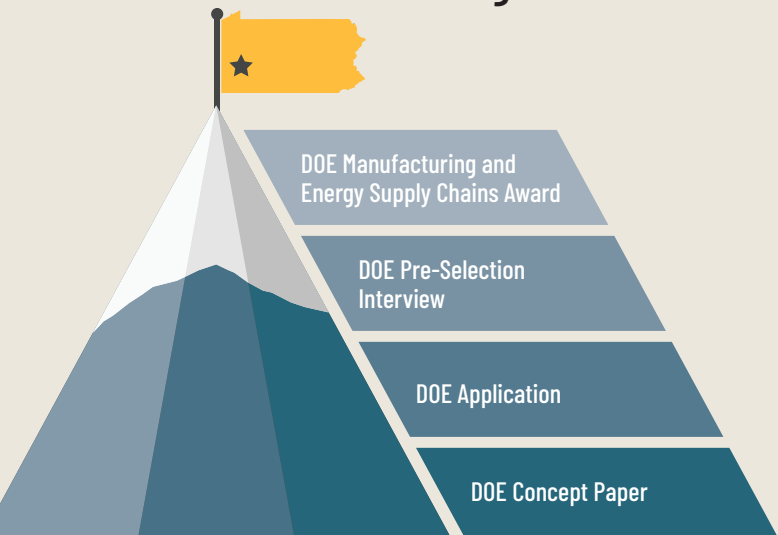 DOE Manufacturing and
Energy Supply Chains Award
DOE Pre-Selection
Interview
DOE Application
DOE Concept Paper